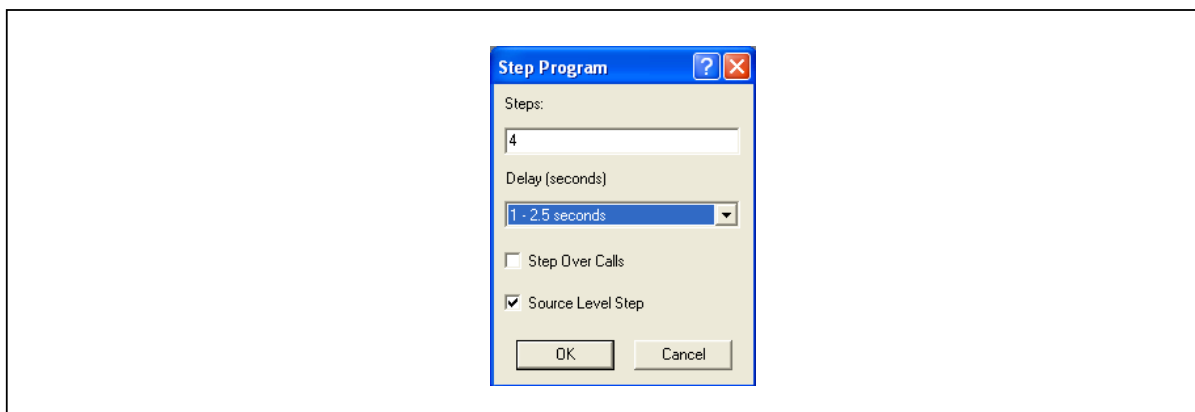 Step Program
Steps:
4
Delay (seconds)
1 - 2.5 seconds
Step Over Calls
Source Level Step
OK Cancel